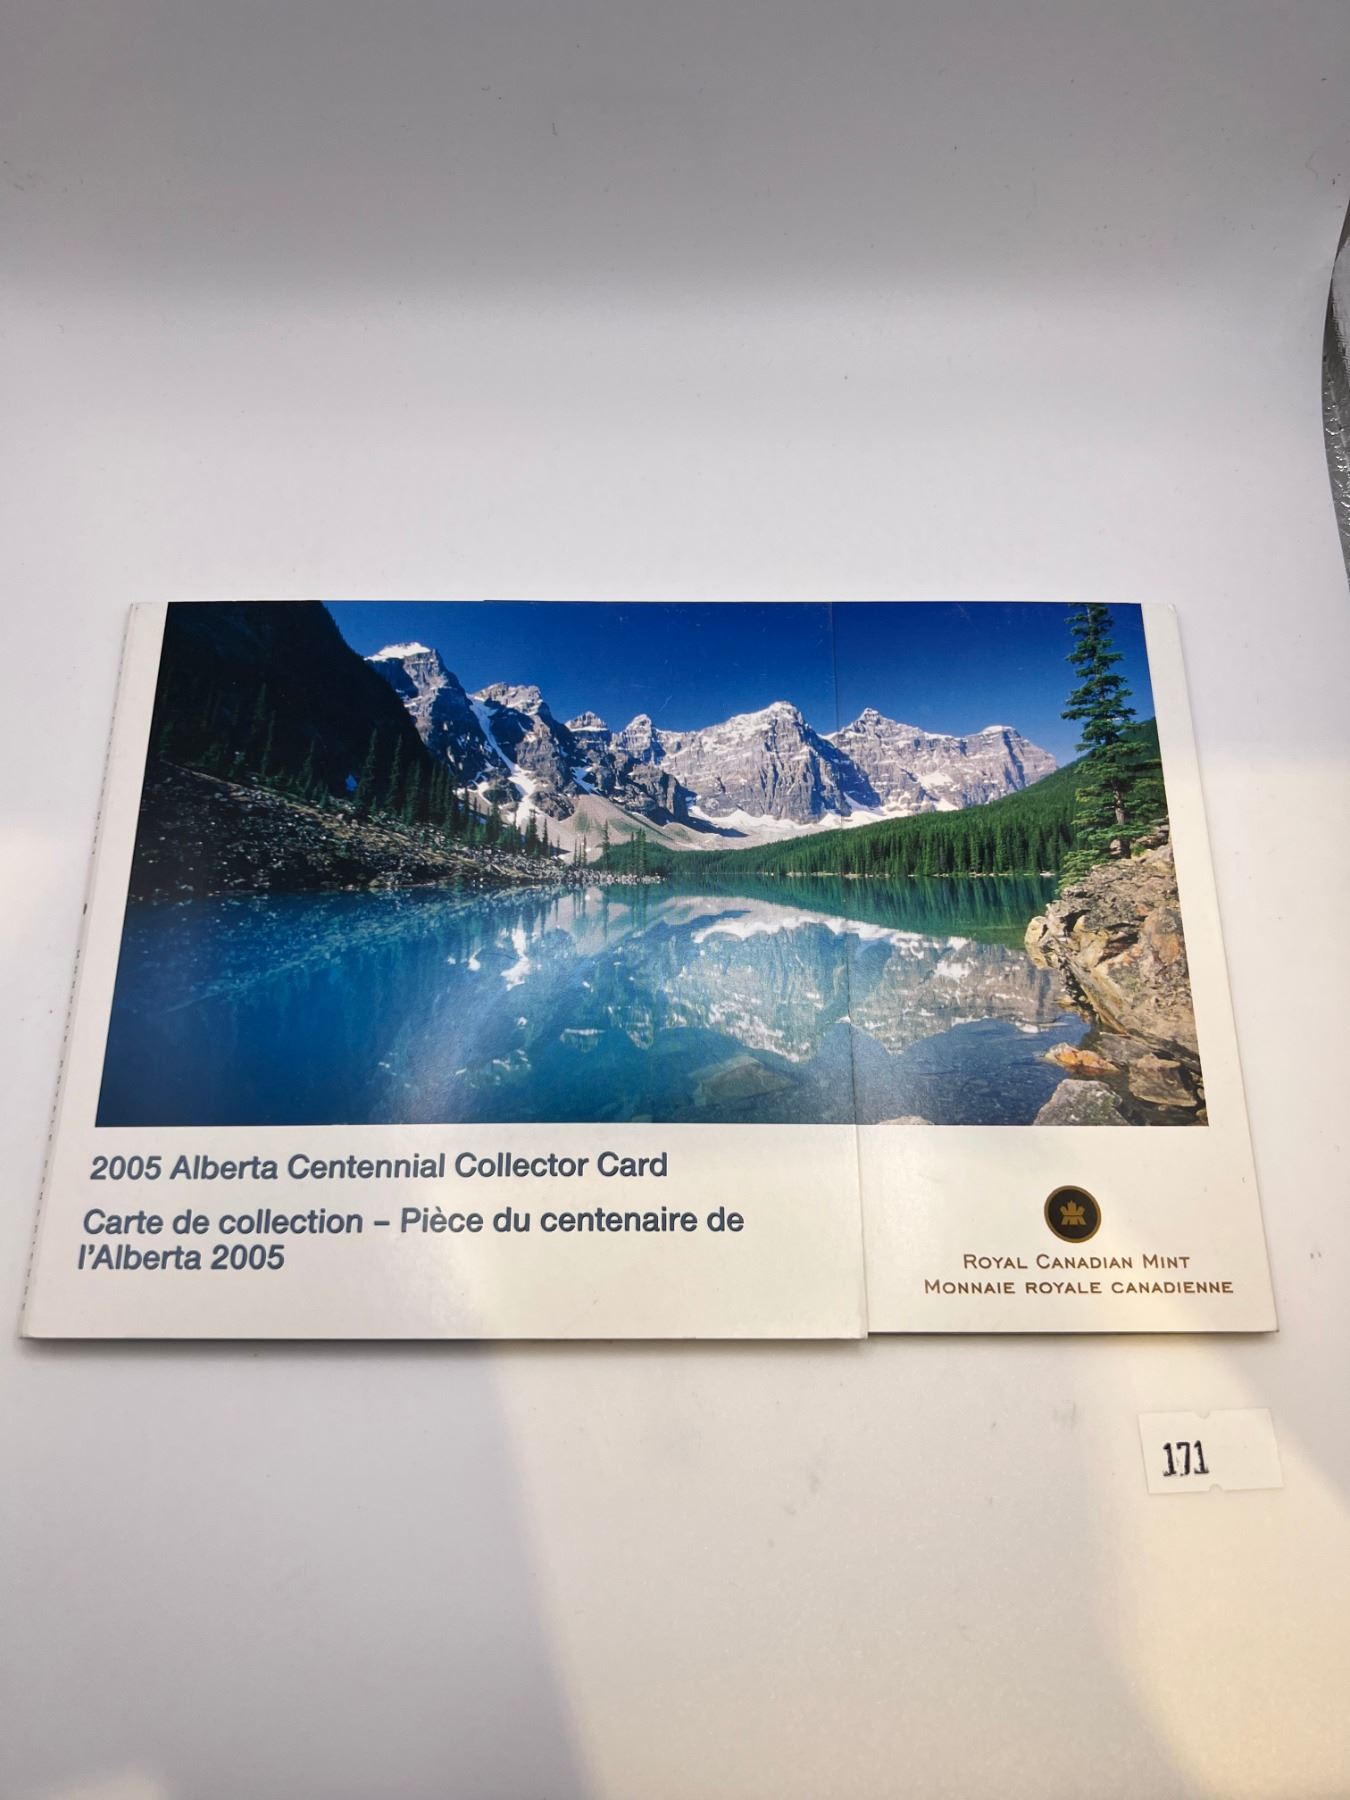 2005 Alberta Centennial Collector Card
Carte de collection – Pièce du centenaire de
l'Alberta 2005
ROYAL CANADIAN MINT
MONNAIE ROYALE CANADIENNE
171